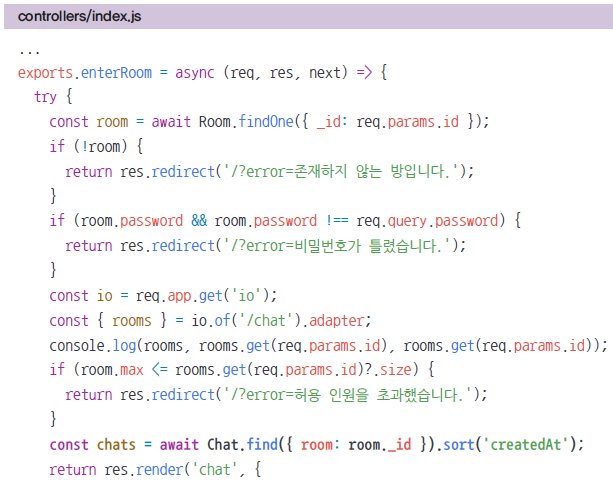 controllers/index.js
...
exports.enterRoom = async (req, res, next) => {
  try {
    const room = await Room.findOne({ _id: req.params.id });
    if (!room) {
      return res.redirect('/?error=존재하지 않는 방입니다.');
    }
    if (room.password && room.password !== req.query.password) {
      return res.redirect('/?error=비밀번호가 틀렸습니다.');
    }
    const io = req.app.get('io');
    const { rooms } = io.of('/chat').adapter;
    console.log(rooms, rooms.get(req.params.id), rooms.get(req.params.id));
    if (room.max <= rooms.get(req.params.id)?.size) {
      return res.redirect('/?error=허용 인원을 초과했습니다.');
    }
    const chats = await Chat.find({ room: room._id }).sort('createdAt');
    return res.render('chat', {